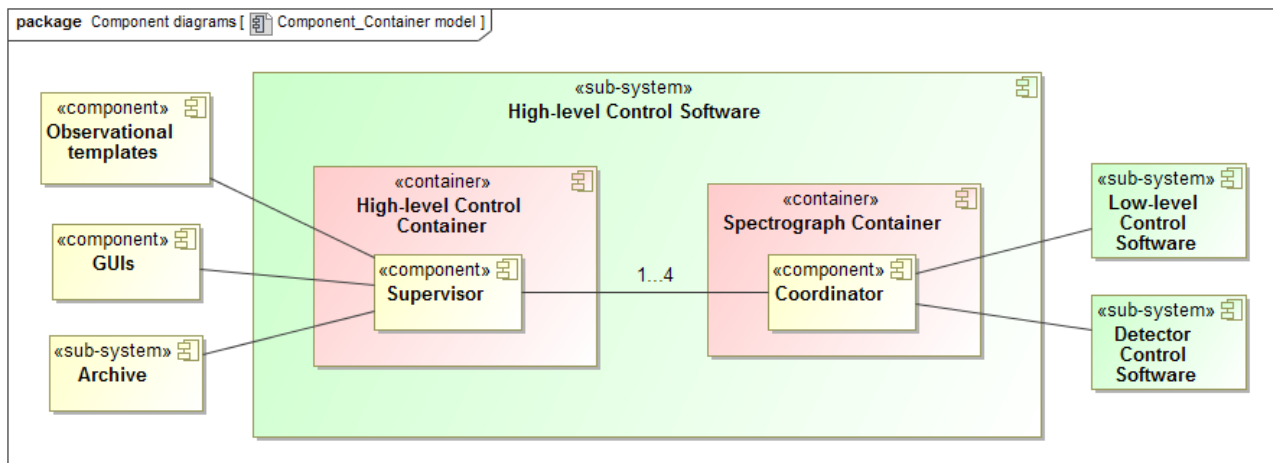 package Component diagrams [ Component_Container model ]
«component»
Observational
templates
«component»
GUIs
«sub-system»
Archive
«sub-system»
High-level Control Software
«container»
High-level Control
Container
«component»
Supervisor
1...4
«container»
Spectrograph Container
«component»
Coordinator
«sub-system»
Low-level
Control
Software
«sub-system»
Detector
Control
Software